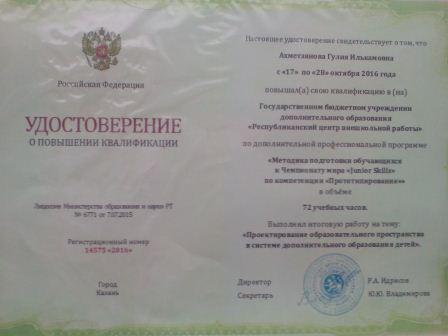 Российская Федерация
УДОСТОВЕРЕНИЕ
О ПОВЫШЕНИИ КВАЛИФИКАЦИИ
Лицензия Министерства образования и науки РТ
№ 6771 от 7.07.2015
Регистрационный номер
14575 «2016»
Город
Казань
Настоящее удостоверение свидетельствует о том, что
Ахметзянова Гулия Ильхамовна
с «17» по «28» октября 2016 года
повышал(а) свою квалификацию в (на)
Государственном бюджетном учреждении
дополнительного образования
«Республиканский центр внешкольной работы»
по дополнительной профессиональной программе
«Методика подготовки обучающихся
к Чемпионату мира «Junior Skills»
по компетенции «Прототипирование»»
в объёме
72 учебных часов.
Выполнил итоговую работу на тему:
«Проектирование образовательного пространства
в системе дополнительного образования детей».
Директор
Р.А. Идрисов
Секретарь
Ю.Ю. Владимирова